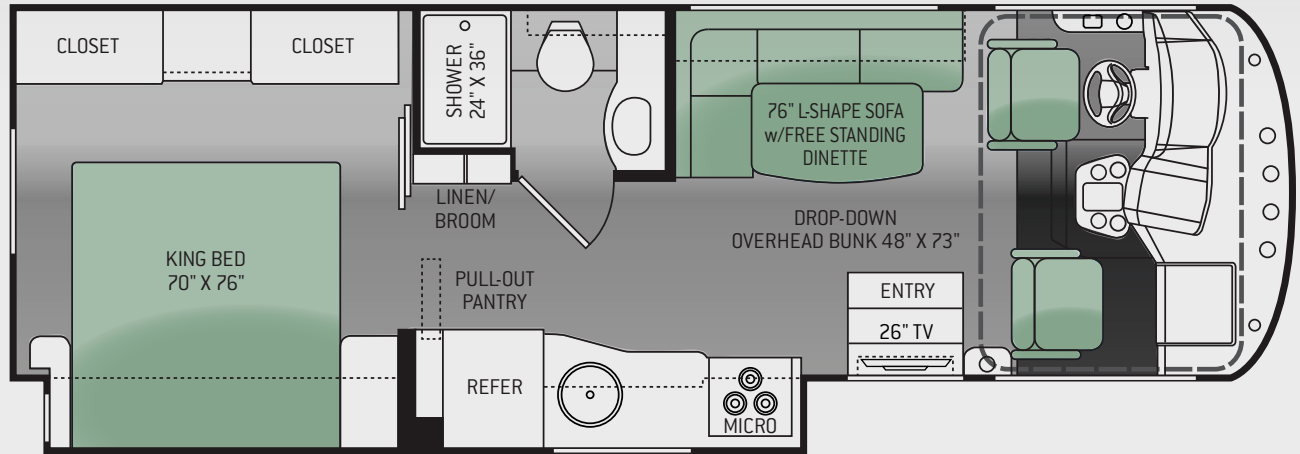 CLOSET
CLOSET
SHOWER
24" X 36"
76" L-SHAPE SOFA
w/FREE STANDING
DINETTE
LINEN/
BROOM
DROP-DOWN
OVERHEAD BUNK 48" X 73"
KING BED
70" X 76"
PULL-OUT
PANTRY
ENTRY
26" TV
REFER
MICRO